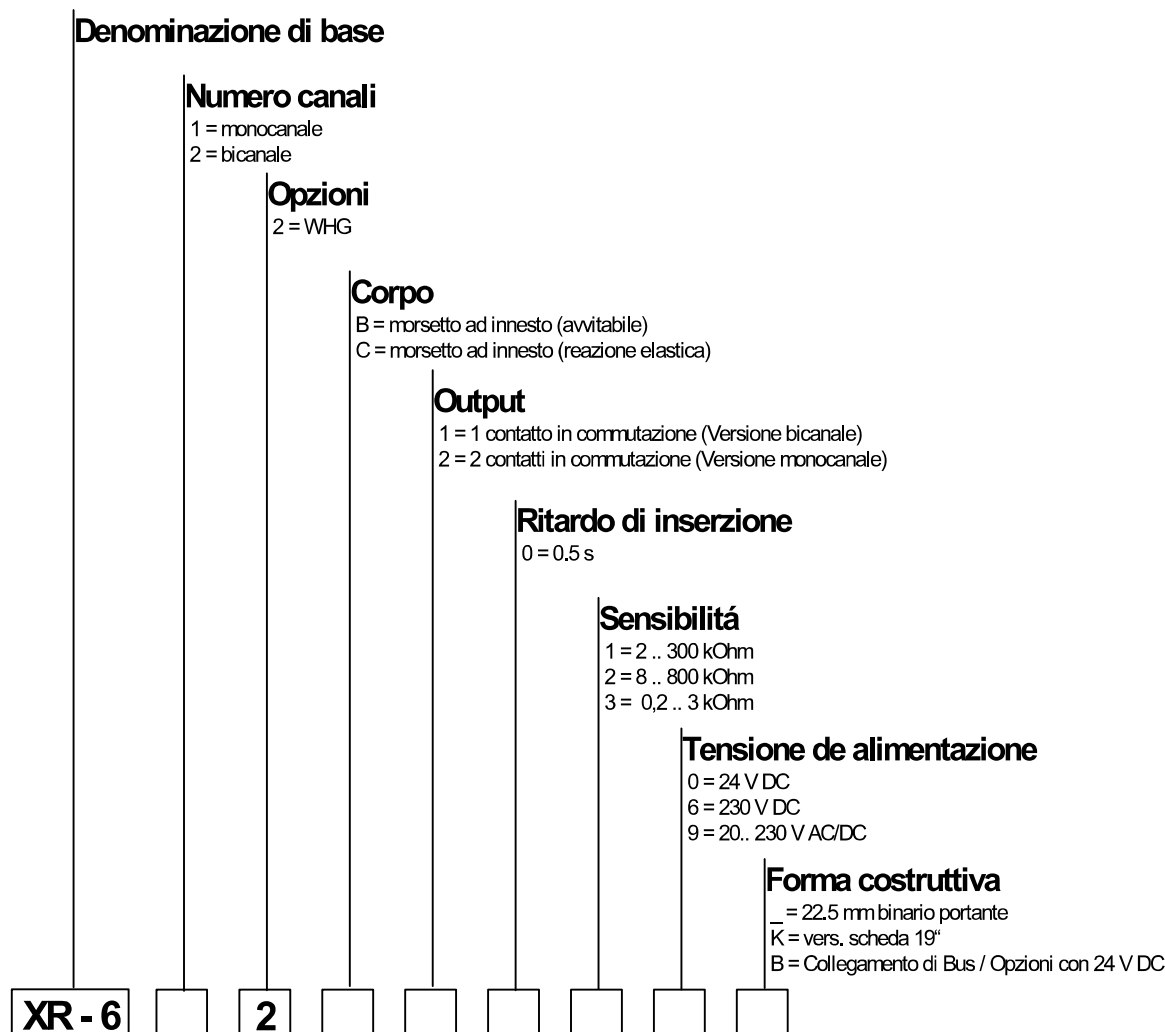 Denominazione di base
Numero canali
1 = monocanale
2 = bicanale
Opzioni
2 = WHG
Corpo
B = morsetto ad innesto (avvitabile)
C = morsetto ad innesto (reazione elastica)
Output
1 = 1 contatto in commutazione (Versione bicanale)
2 = 2 contatti in commutazione (Versione monocanale)
Ritardo di inserzione
0 = 0.5 s
Sensibilitá
1 = 2 .. 300 kOhm
2 = 8 .. 800 kOhm
3 = 0,2 .. 3 kOhm
Tensione de alimentazione
0 = 24 V DC
6 = 230 V DC
9 = 20.. 230 V AC/DC
Forma costruttiva
_ = 22.5 mm binario portante
K = vers. scheda 19“
B = Collegamento di Bus / Opzioni con 24 V DC
XR - 6 2